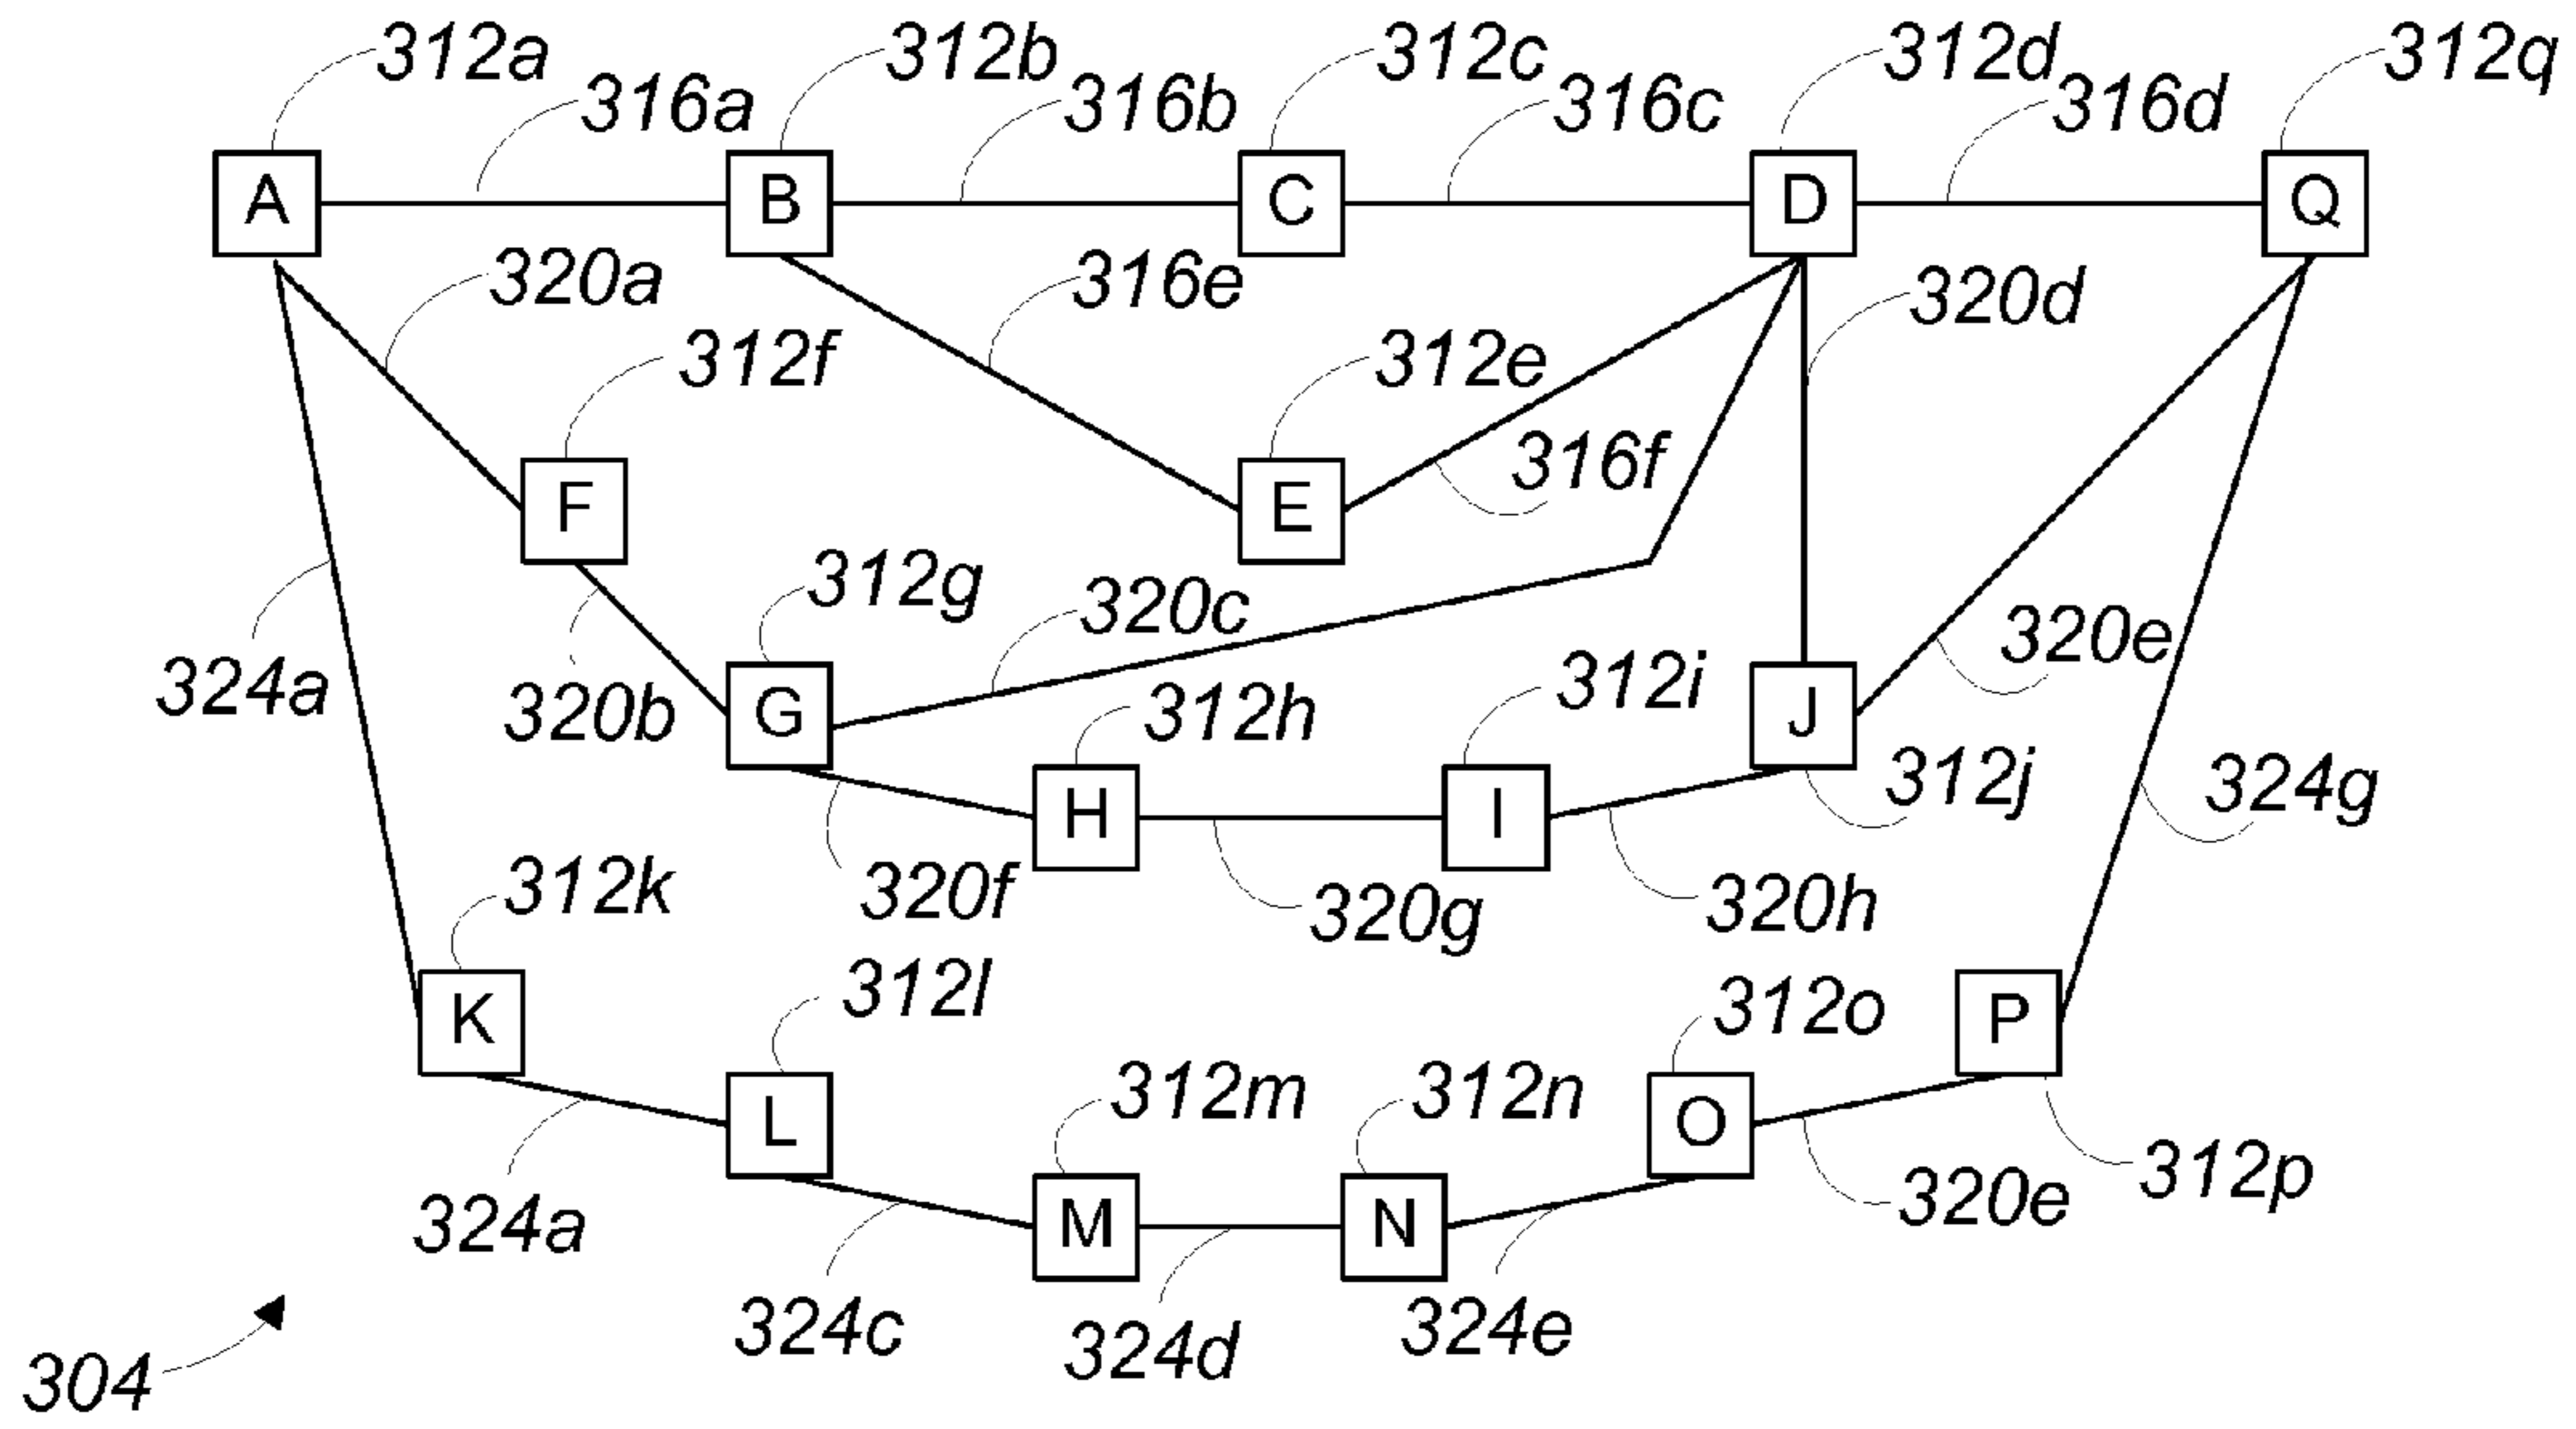 312a 312b 312c 312d 312q
316a 316b 316c 316d
A B C D Q
320a 316e 320d
312f 312e
316f
F E
312g 320c
320e
324a 320b 312i
G 312h J
312j 324g
H I
312k 320f 320g 320h
312l 312o
K P
312m 312n
L O
324a 312p
320e
M N
324c 324d 324e
304